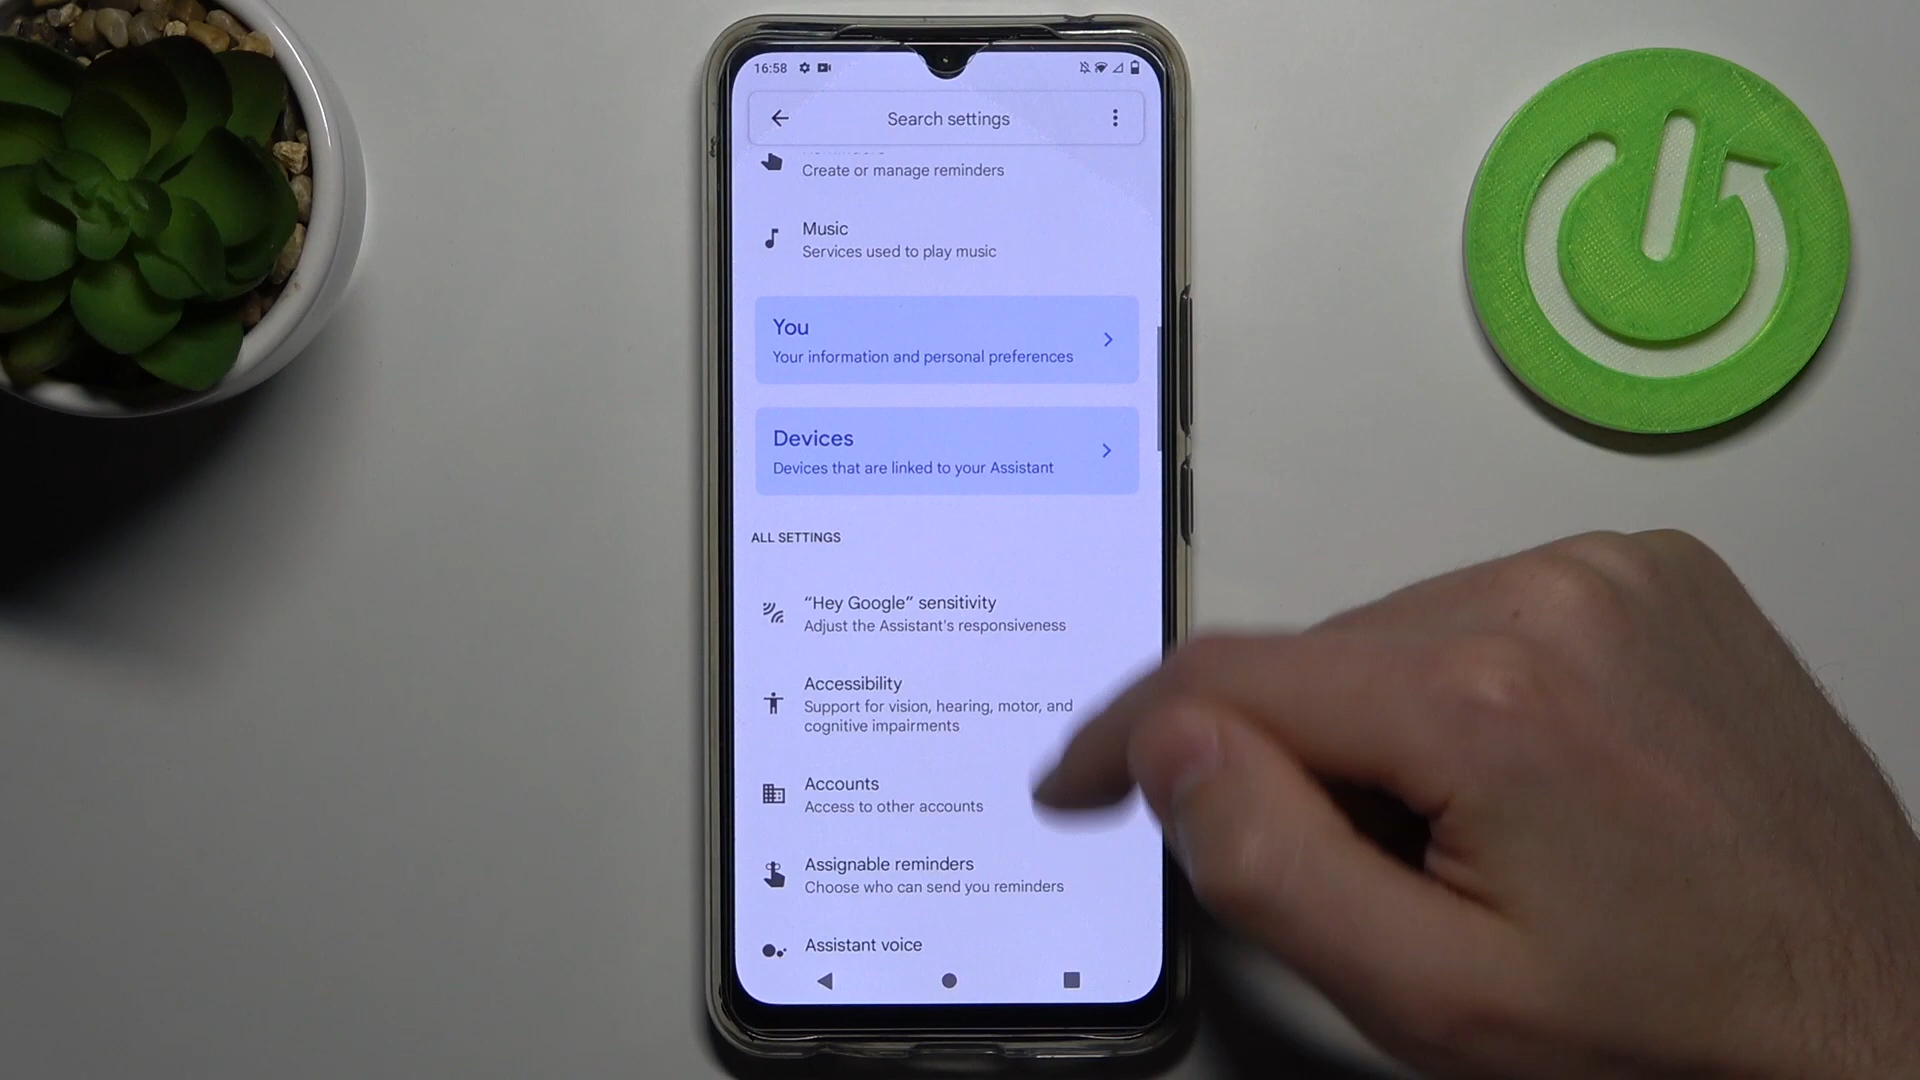 16:58
Search settings
Create or manage reminders
Music
Services used to play music
You
Your information and personal preferences
Devices
Devices that are linked to your Assistant
ALL SETTINGS
“Hey Google” sensitivity
Adjust the Assistant's responsiveness
Accessibility
Support for vision, hearing, motor, and
cognitive impairments
Accounts
Access to other accounts
Assignable reminders
Choose who can send you reminders
Assistant voice